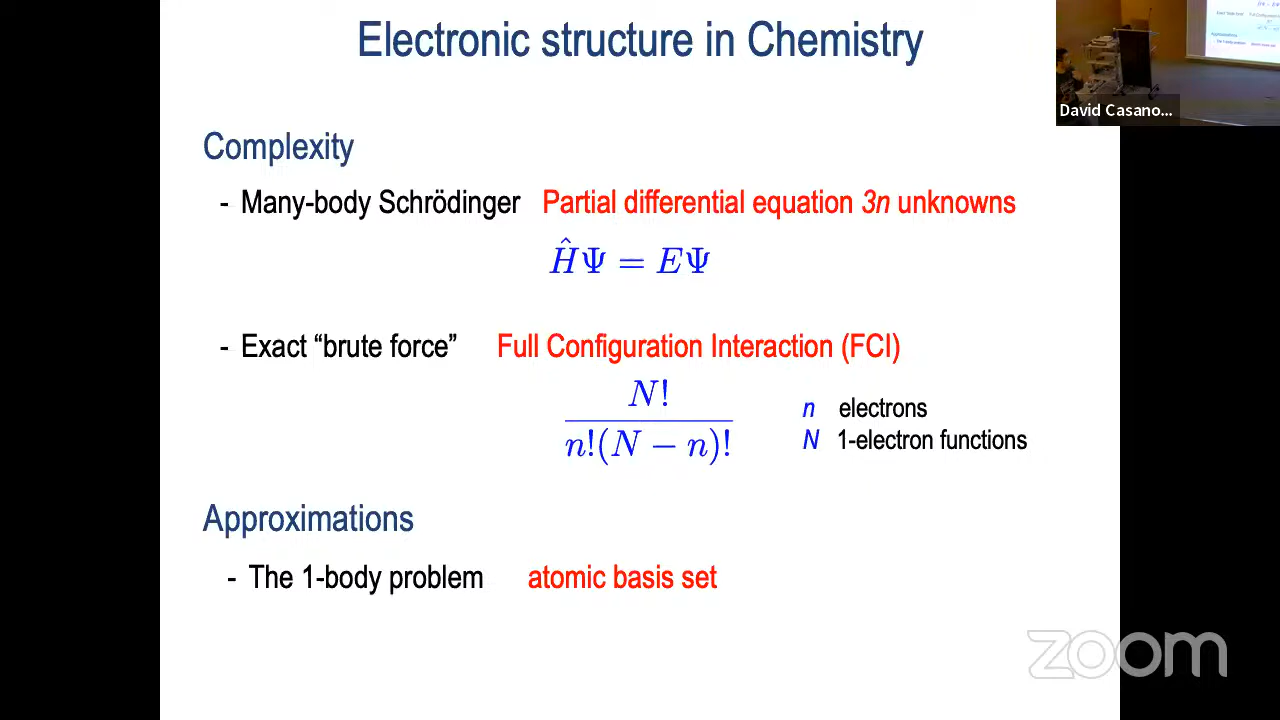 Electronic structure in Chemistry
David Casano...
Complexity
- Many-body Schrödinger Partial differential equation 3n unknowns
ĤΨ = EΨ
- Exact “brute force” Full Configuration Interaction (FCI)
N!
n!(N − n)!
n electrons
N 1-electron functions
Approximations
- The 1-body problem atomic basis set
zoom